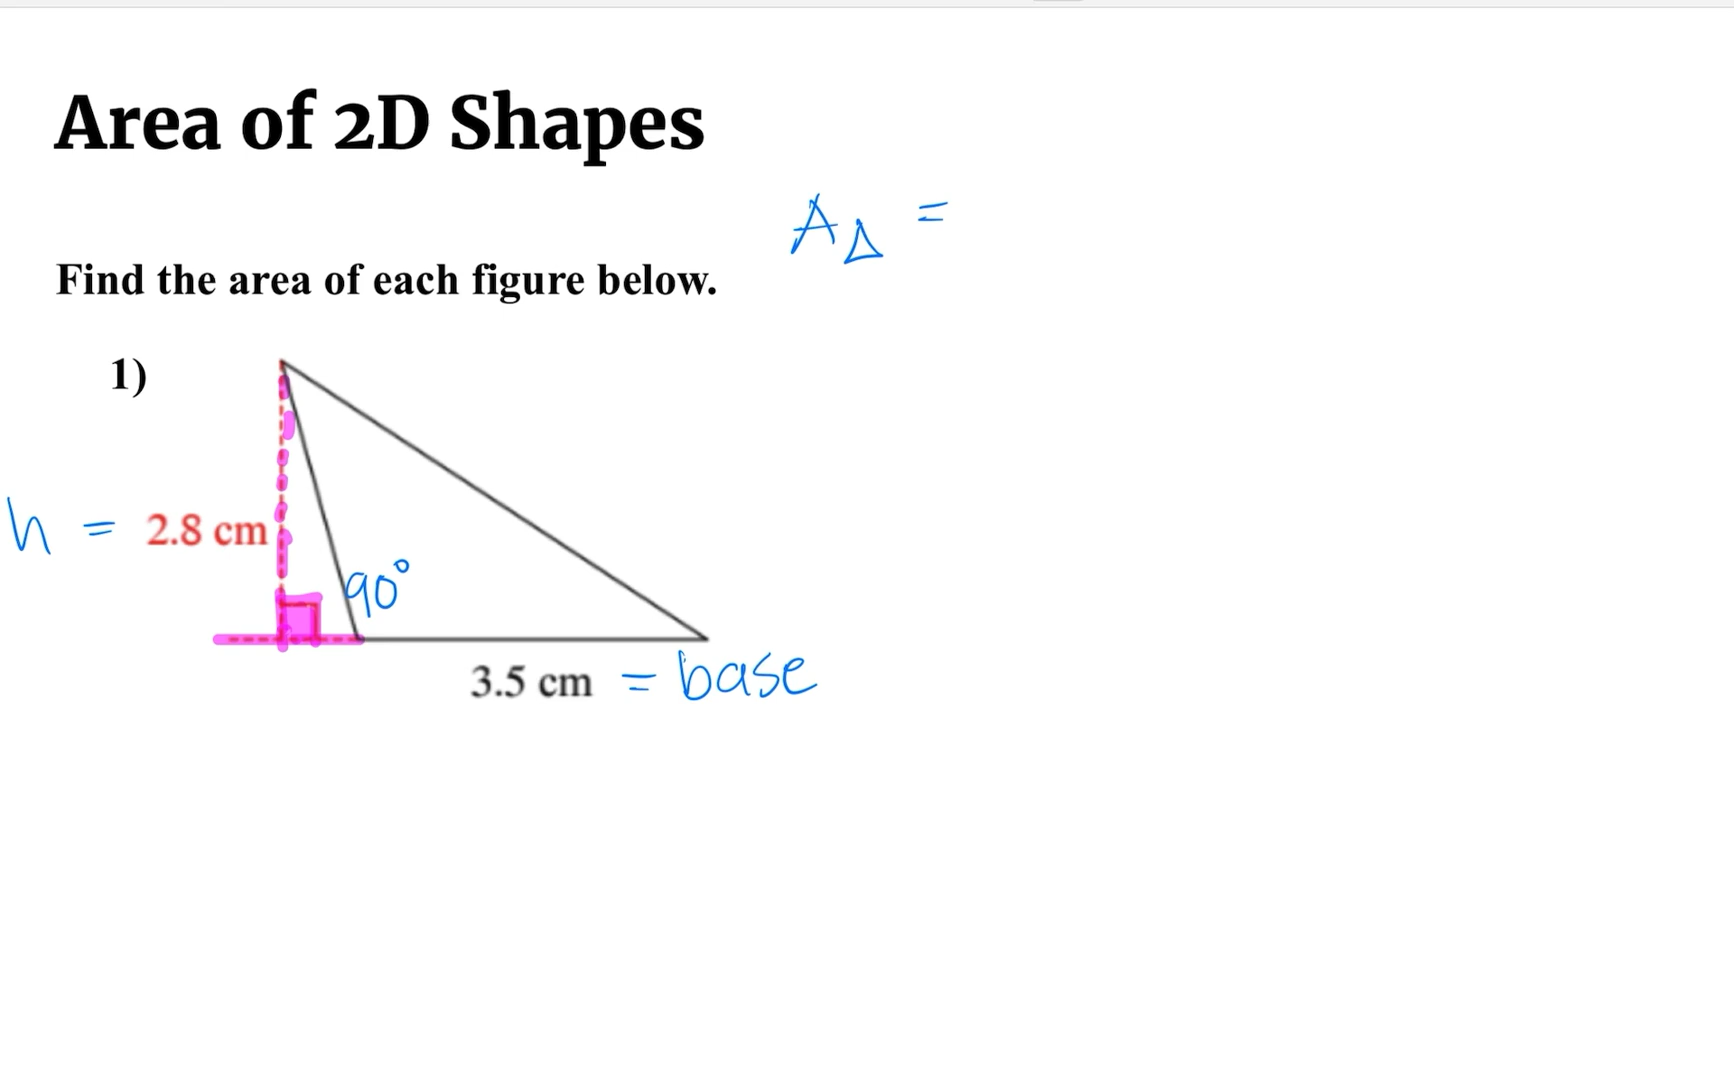 Area of 2D Shapes
A△ =
Find the area of each figure below.
1)
h = 2.8 cm
90°
3.5 cm = base